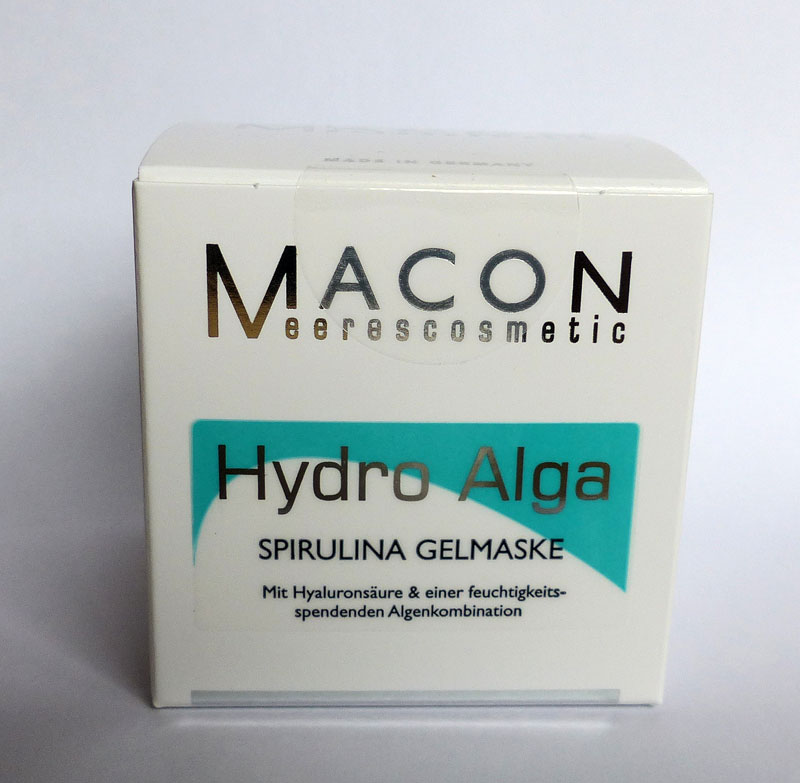 MADE IN GERMANY
MACON
Meerescosmetic
Hydro Alga
SPIRULINA GELMASKE
Mit Hyaluronsäure & einer feuchtigkeits-
spendenden Algenkombination